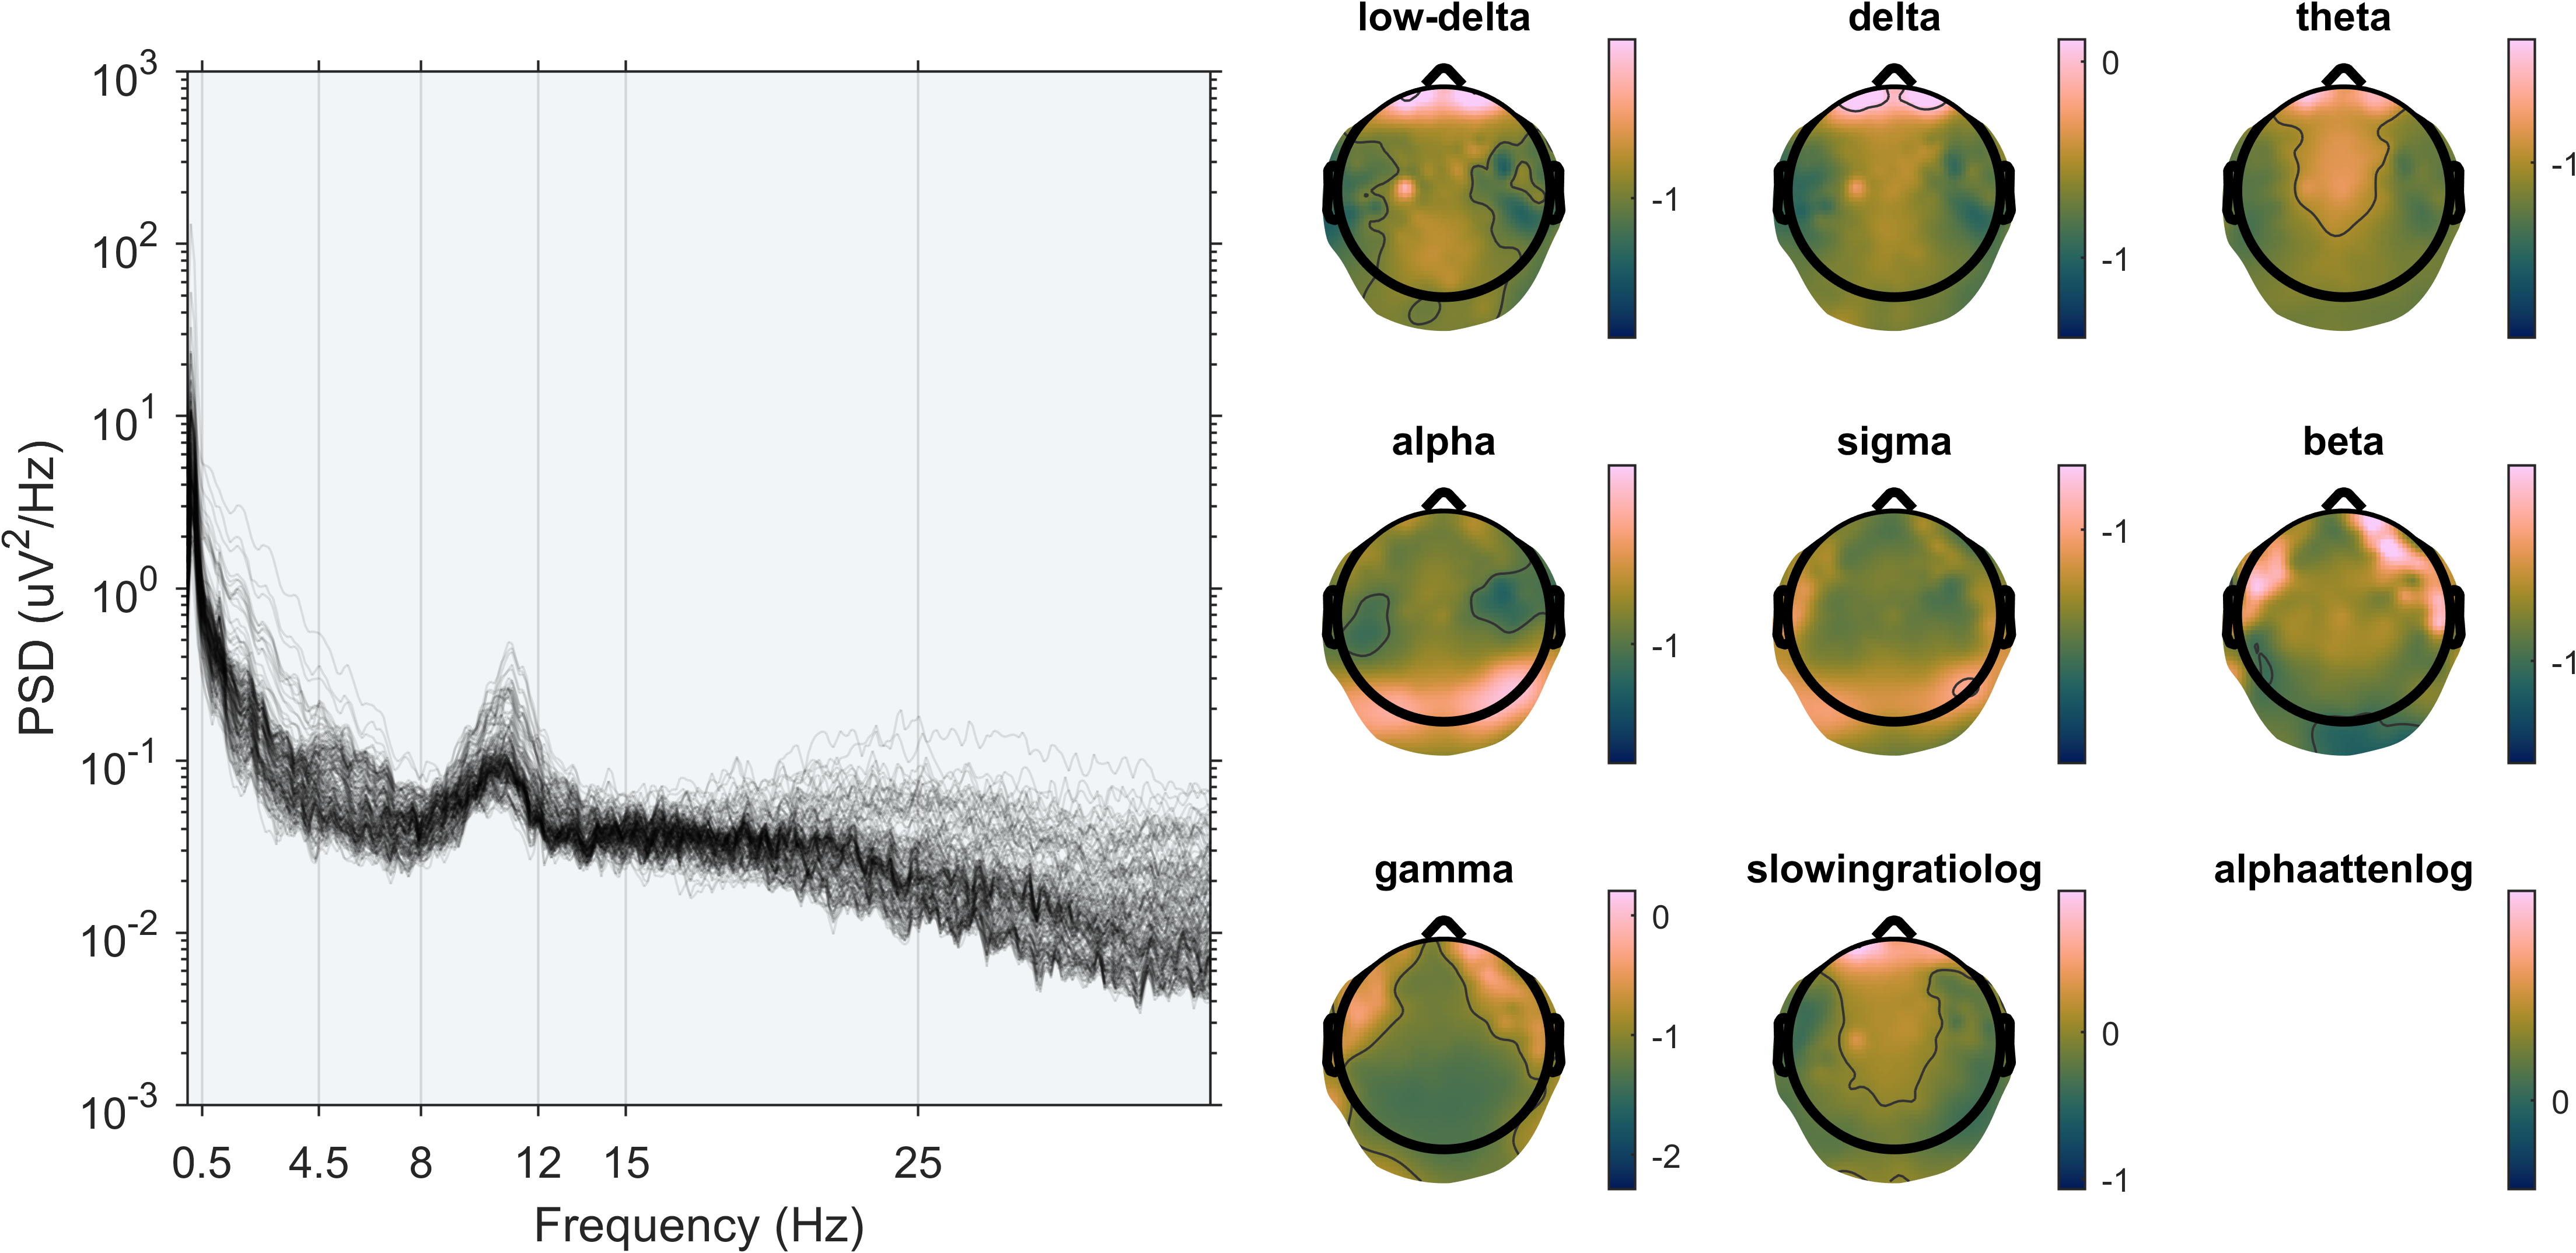 10^3
10^2
10^1
10^0
10^-1
10^-2
10^-3
PSD (uV^2/Hz)
0.5 4.5 8 12 15 25
Frequency (Hz)
low-delta
-1
delta
0
-1
theta
-1
alpha
-1
sigma
-1
beta
-1
gamma
0
-1
-2
slowingratiolog
0
-1
alphaattenlog
0